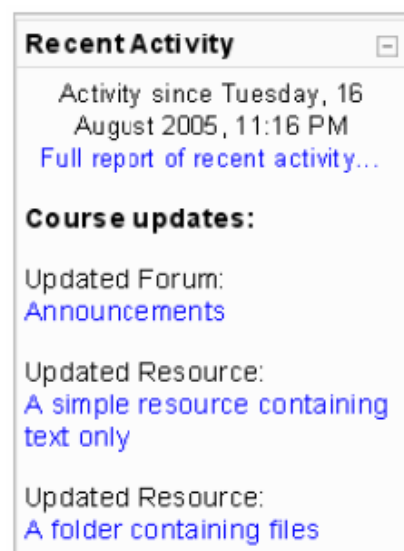 Recent Activity
Activity since Tuesday, 16
August 2005, 11:16 PM
Full report of recent activity...
Course updates:
Updated Forum:
Announcements
Updated Resource:
A simple resource containing
text only
Updated Resource:
A folder containing files